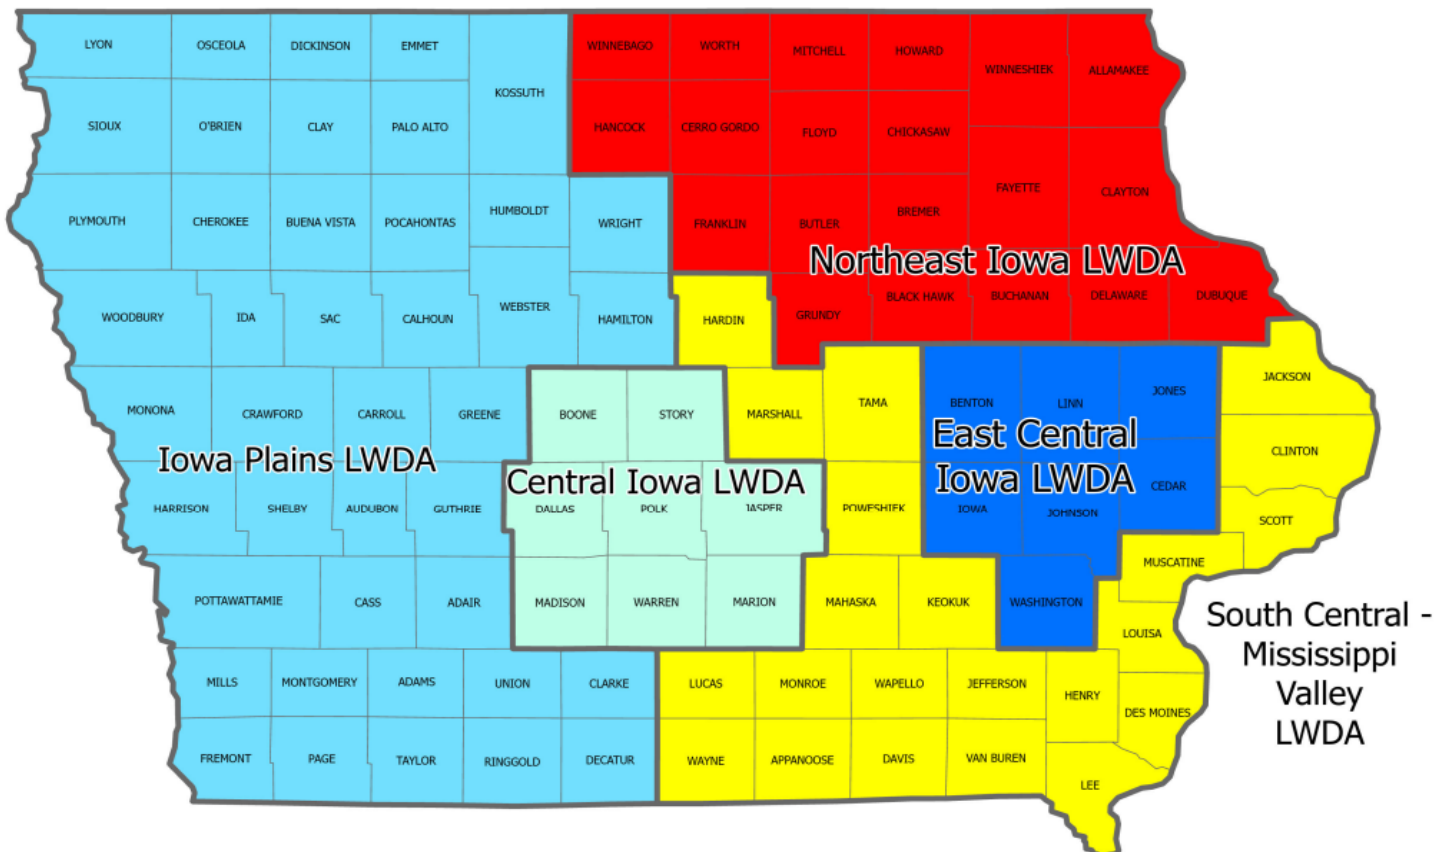 LYON OSCEOLA DICKINSON EMMET
KOSSUTH
WINNEBAGO WORTH MITCHELL HOWARD
WINNESHIEK ALLAMAKEE
SIOUX O'BRIEN CLAY PALO ALTO
HANCOCK CERRO GORDO FLOYD CHICKASAW
FAYETTE CLAYTON
PLYMOUTH CHEROKEE BUENA VISTA POCAHONTAS HUMBOLDT WRIGHT
FRANKLIN BUTLER BREMER
Northeast Iowa LWDA
WOODBURY IDA SAC CALHOUN WEBSTER HAMILTON
HARDIN GRUNDY BLACK HAWK BUCHANAN DELAWARE DUBUQUE
MONONA CRAWFORD CARROLL GREENE BOONE STORY MARSHALL TAMA
BENTON LINN JONES JACKSON
East Central
Iowa LWDA
CLINTON
Iowa Plains LWDA
Central Iowa LWDA
HARRISON SHELBY AUDUBON GUTHRIE DALLAS POLK JASPER POWESHIEK
IOWA JOHNSON CEDAR SCOTT
MUSCATINE
POTTAWATTAMIE CASS ADAIR MADISON WARREN MARION MAHASKA KEOKUK WASHINGTON
LOUISA
South Central -
Mississippi
Valley
LWDA
MILLS MONTGOMERY ADAMS UNION CLARKE LUCAS MONROE WAPELLO JEFFERSON HENRY
DES MOINES
FREMONT PAGE TAYLOR RINGGOLD DECATUR WAYNE APPANOOSE DAVIS VAN BUREN
LEE